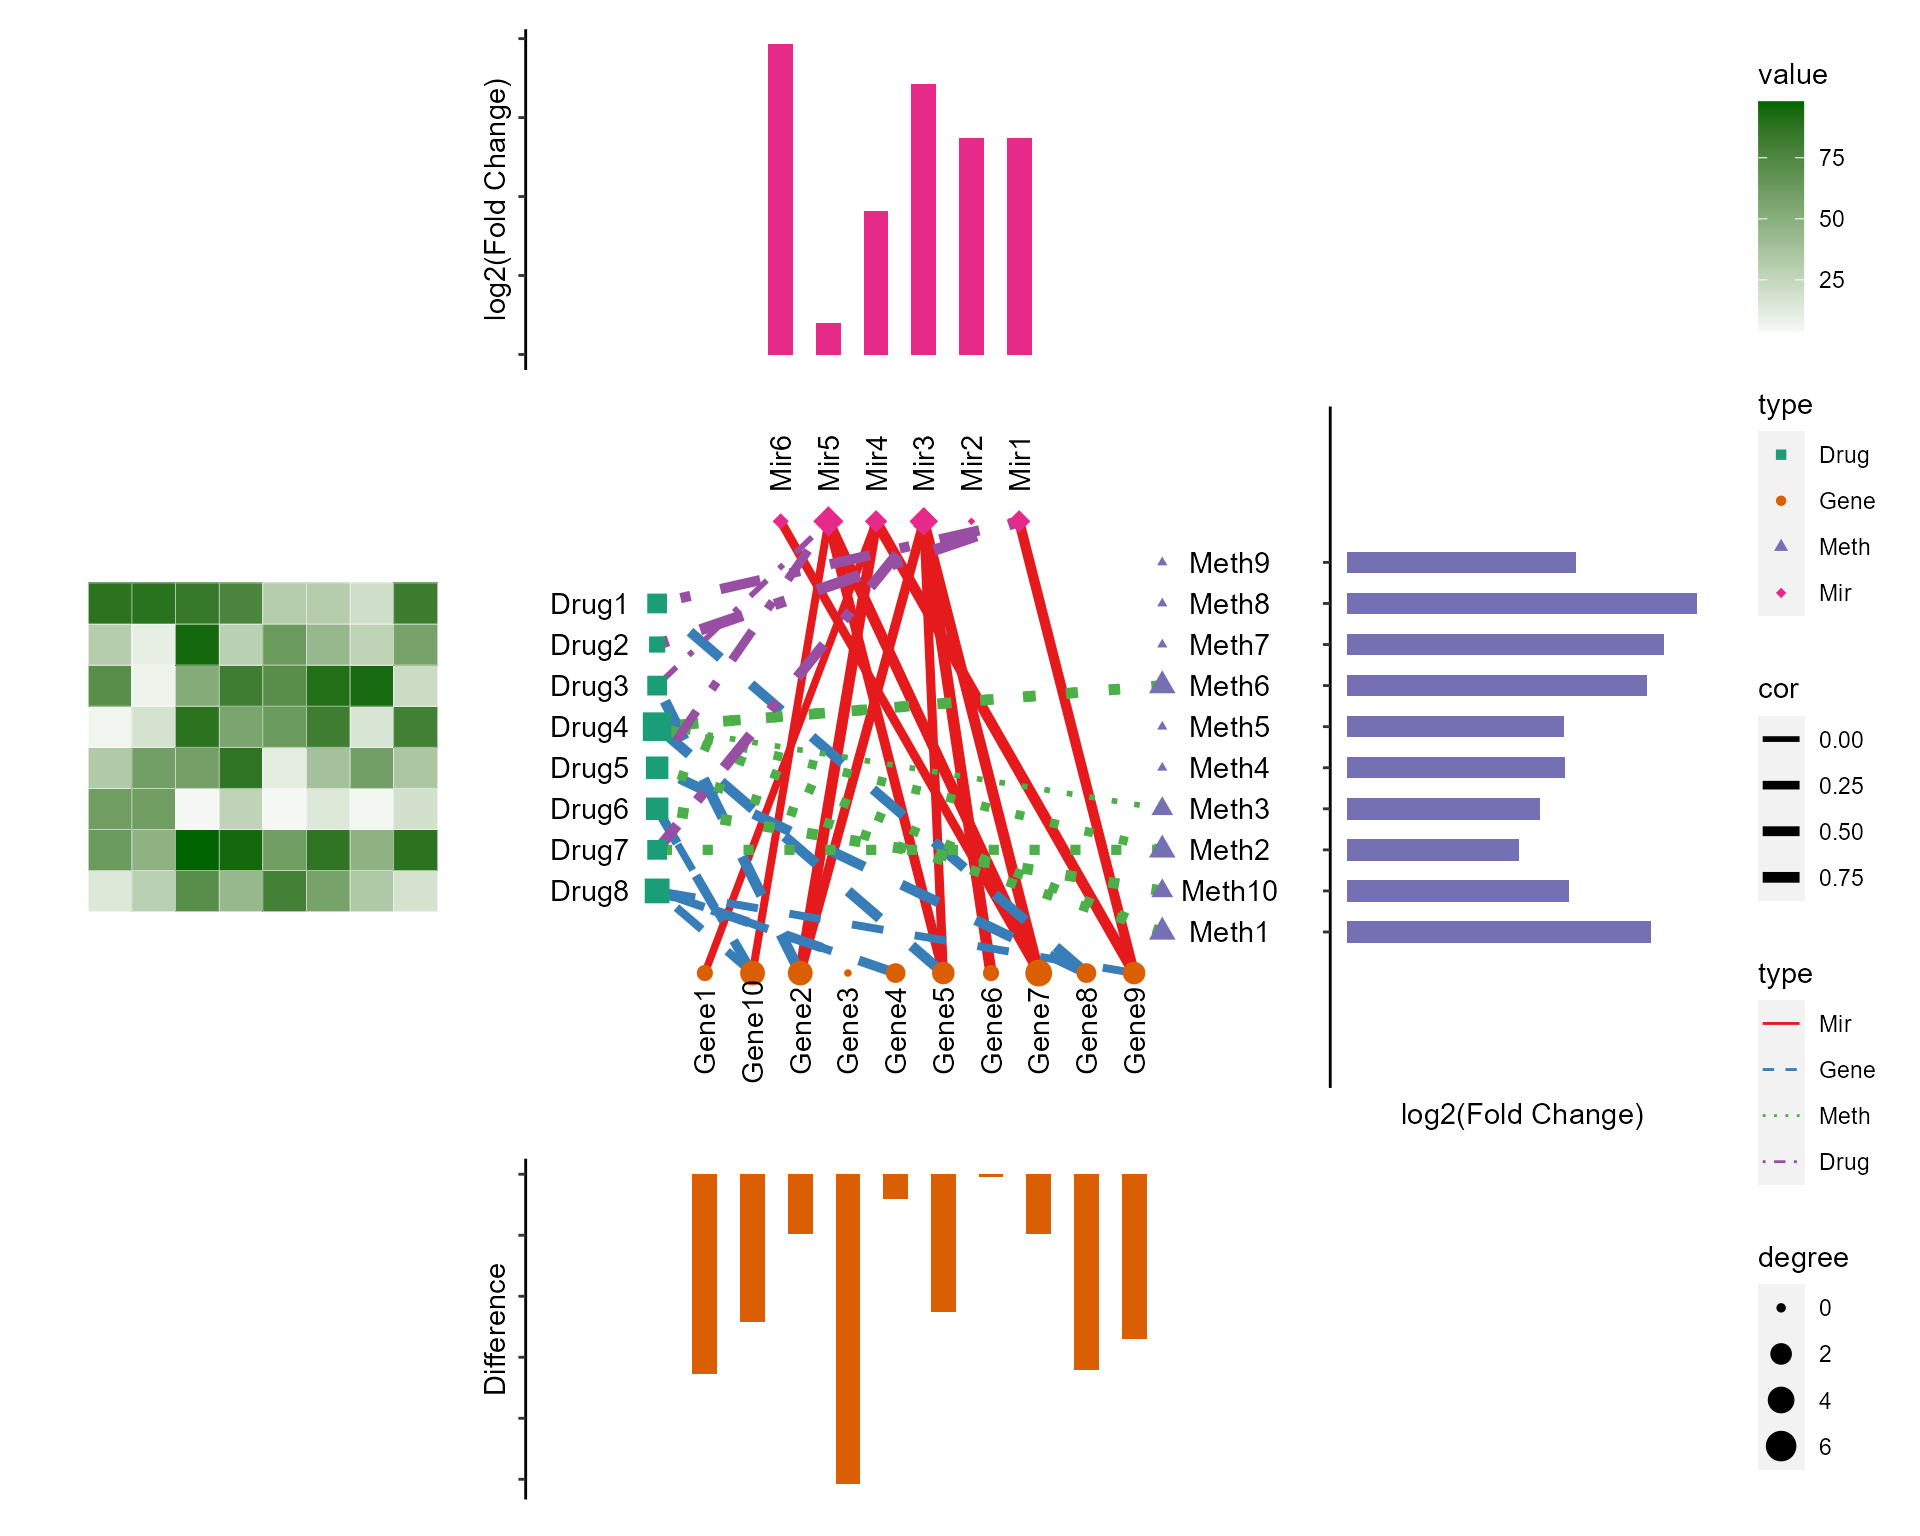 log2(Fold Change)
Mir6
Mir5
Mir4
Mir3
Mir2
Mir1
Drug1
Drug2
Drug3
Drug4
Drug5
Drug6
Drug7
Drug8
Meth9
Meth8
Meth7
Meth6
Meth5
Meth4
Meth3
Meth2
Meth10
Meth1
Gene1
Gene10
Gene2
Gene3
Gene4
Gene5
Gene6
Gene7
Gene8
Gene9
log2(Fold Change)
Difference
value
75
50
25
type
Drug
Gene
Meth
Mir
cor
0.00
0.25
0.50
0.75
type
Mir
Gene
Meth
Drug
degree
0
2
4
6